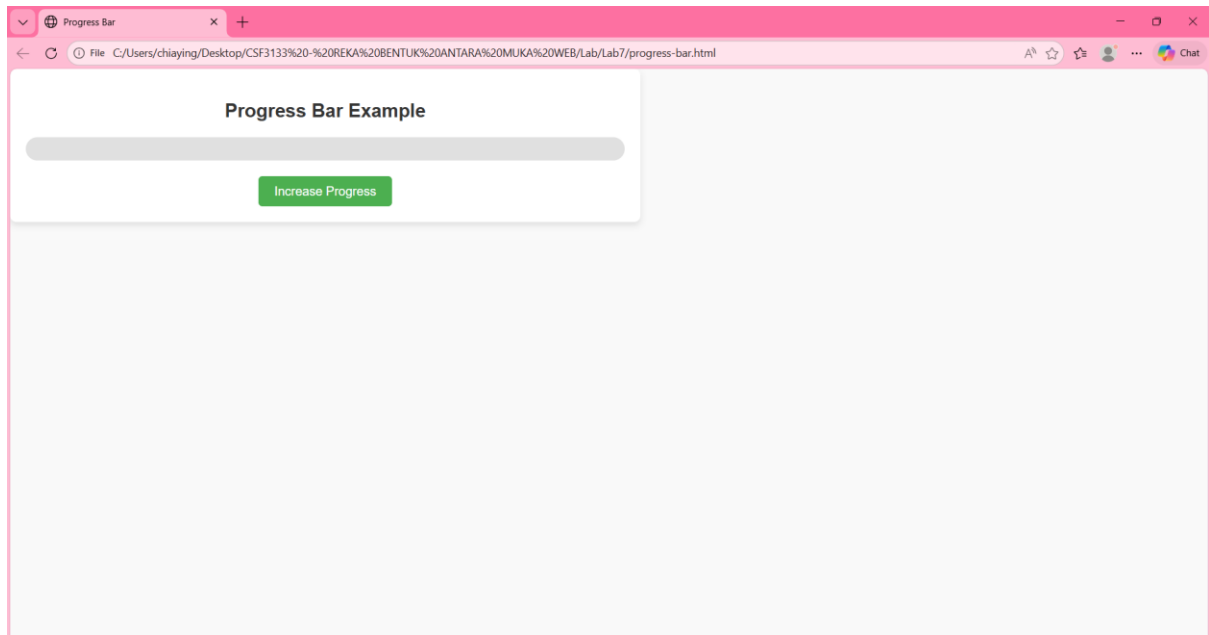 Progress Bar
File C:/Users/chiaying/Desktop/CSF3133%20-%20REKA%20BENTUK%20ANTARA%20MUKA%20WEB/Lab/Lab7/progress-bar.html
Chat
Progress Bar Example
Increase Progress